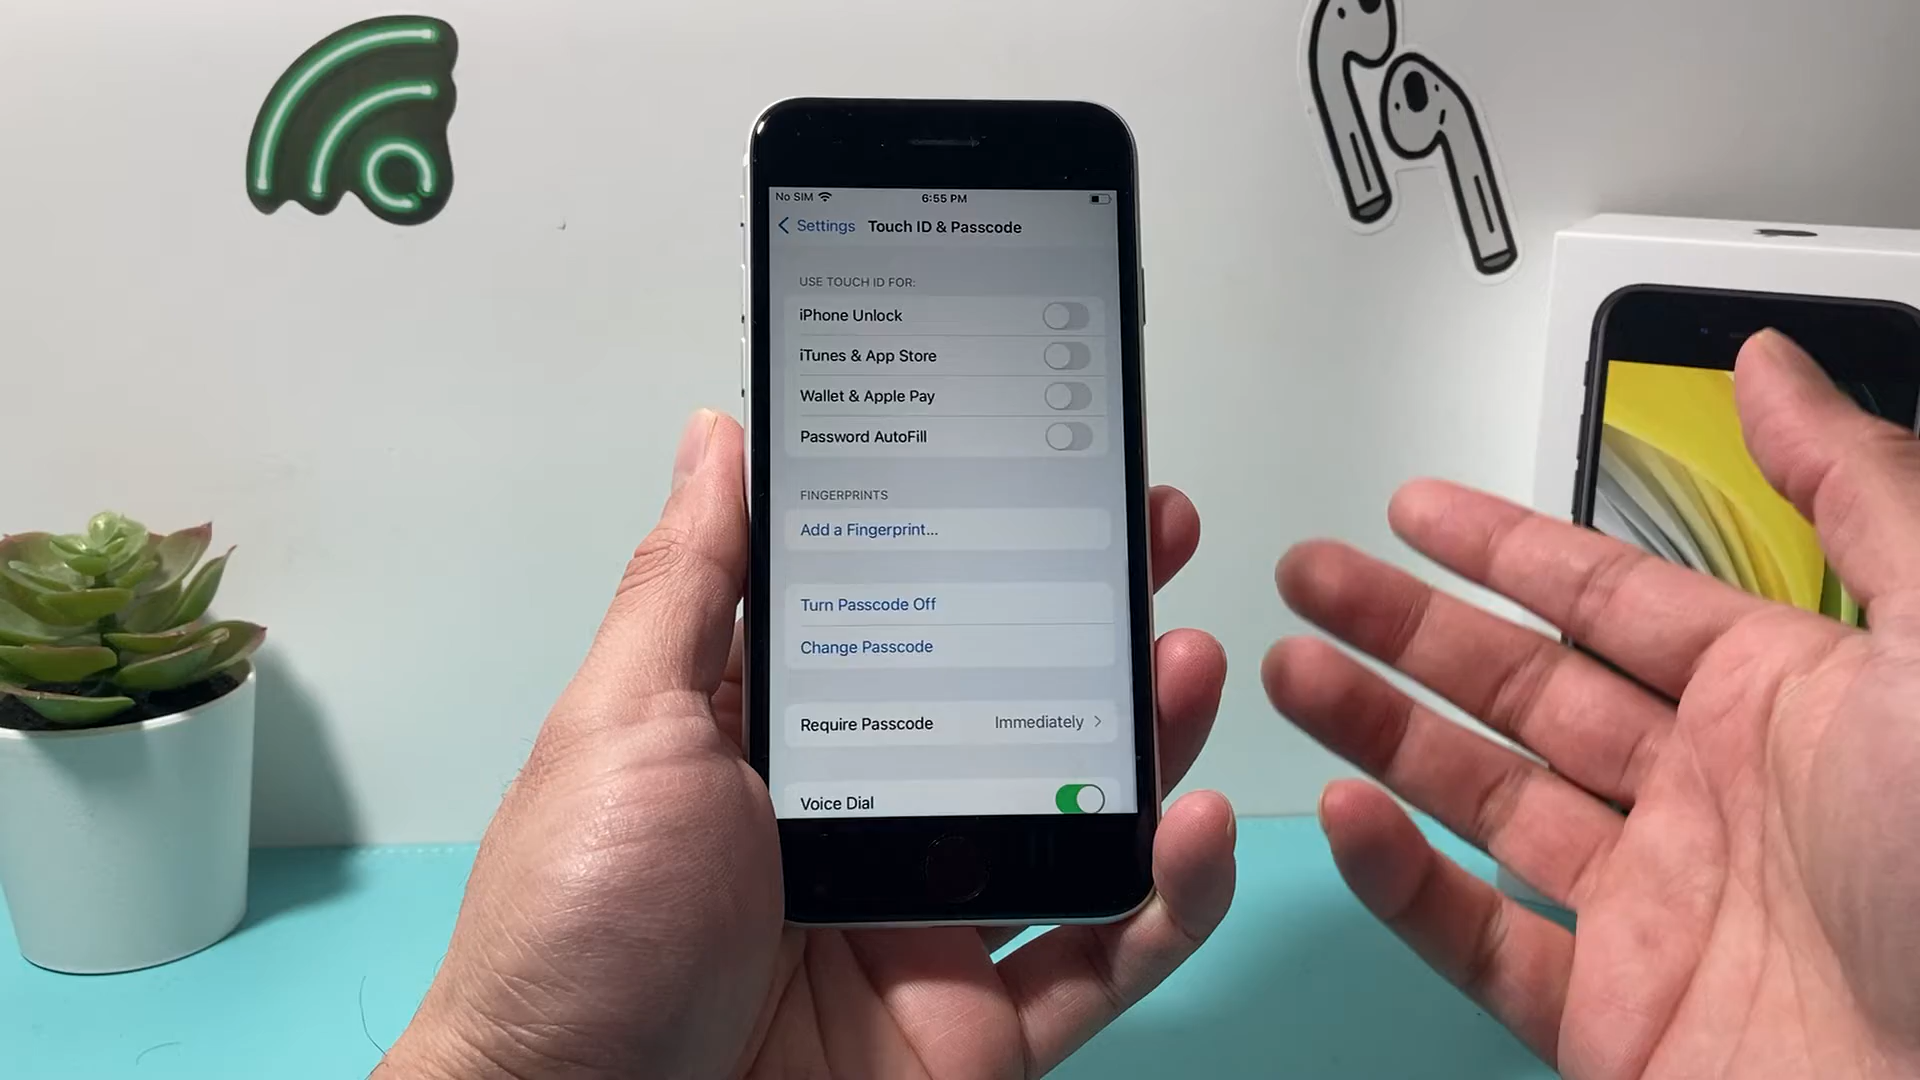 No SIM 6:55 PM
Settings Touch ID & Passcode
USE TOUCH ID FOR:
iPhone Unlock
iTunes & App Store
Wallet & Apple Pay
Password AutoFill
FINGERPRINTS
Add a Fingerprint...
Turn Passcode Off
Change Passcode
Require Passcode Immediately
Voice Dial